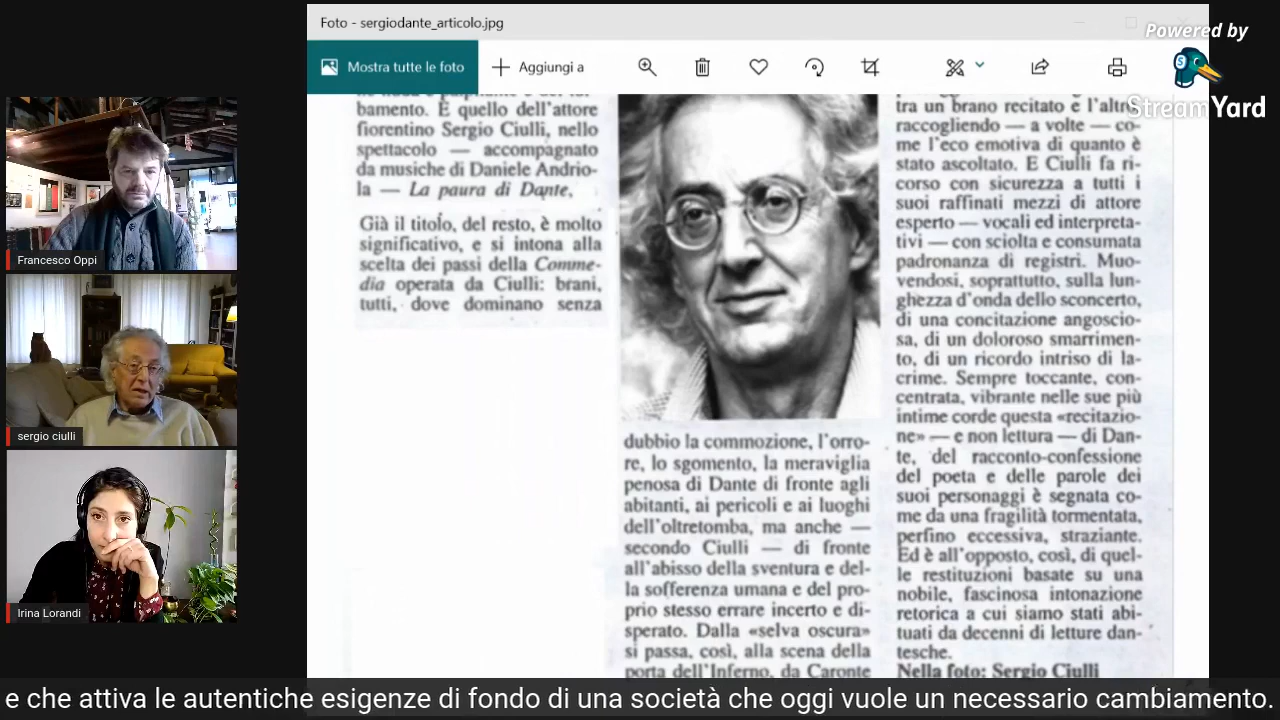 Foto - sergiodante_articolo.jpg
Mostra tutte le foto
Aggiungi a
Powered by
StreamYard
Francesco Oppi
sergio ciulli
Irina Lorandi
bamento. È quello dell'attore
fiorentino Sergio Ciulli, nello
spettacolo — accompagnato
da musiche di Daniele Andrio-
la — La paura di Dante.
Già il titolo, del resto, è molto
significativo, e si intona alla
scelta dei passi della Comme-
dia operata da Ciulli: brani,
tutti, dove dominano senza
dubbio la commozione, l'orro-
re, lo sgomento, la meraviglia
penosa di Dante di fronte agli
abitanti, ai pericoli e ai luoghi
dell'oltretomba, ma anche —
secondo Ciulli — di fronte
all'abisso della sventura e del-
la sofferenza umana e del pro-
prio stesso errare incerto e di-
sperato. Dalla «selva oscura»
si passa, così, alla scena della
porta dell'Inferno, da Caronte
tra un brano recitato e l'altro
raccogliendo — a volte — co-
me l'eco emotiva di quanto è
stato ascoltato. E Ciulli fa ri-
corso con sicurezza a tutti i
suoi raffinati mezzi di attore
esperto — vocali ed interpreta-
tivi — con sciolta e consumata
padronanza di registri. Muo-
vendosi, soprattutto, sulla lun-
ghezza d'onda dello sconcerto,
di una concitazione angoscio-
sa, di un doloroso smarrimen-
to, di un ricordo intriso di la-
crime. Sempre toccante, con-
centrata, vibrante nelle sue più
intime corde questa «recitazio-
ne» — e non lettura — di Dan-
te, del racconto-confessione
del poeta e delle parole dei
suoi personaggi è segnata co-
me da una fragilità tormentata,
perfino eccessiva, straziante.
Ed è all'opposto, così, di quel-
le restituzioni basate su una
nobile, fascinosa intonazione
retorica a cui siamo stati abi-
tuati da decenni di letture dan-
tesche.
Nella foto: Sergio Ciulli
e che attiva le autentiche esigenze di fondo di una società che oggi vuole un necessario cambiamento.